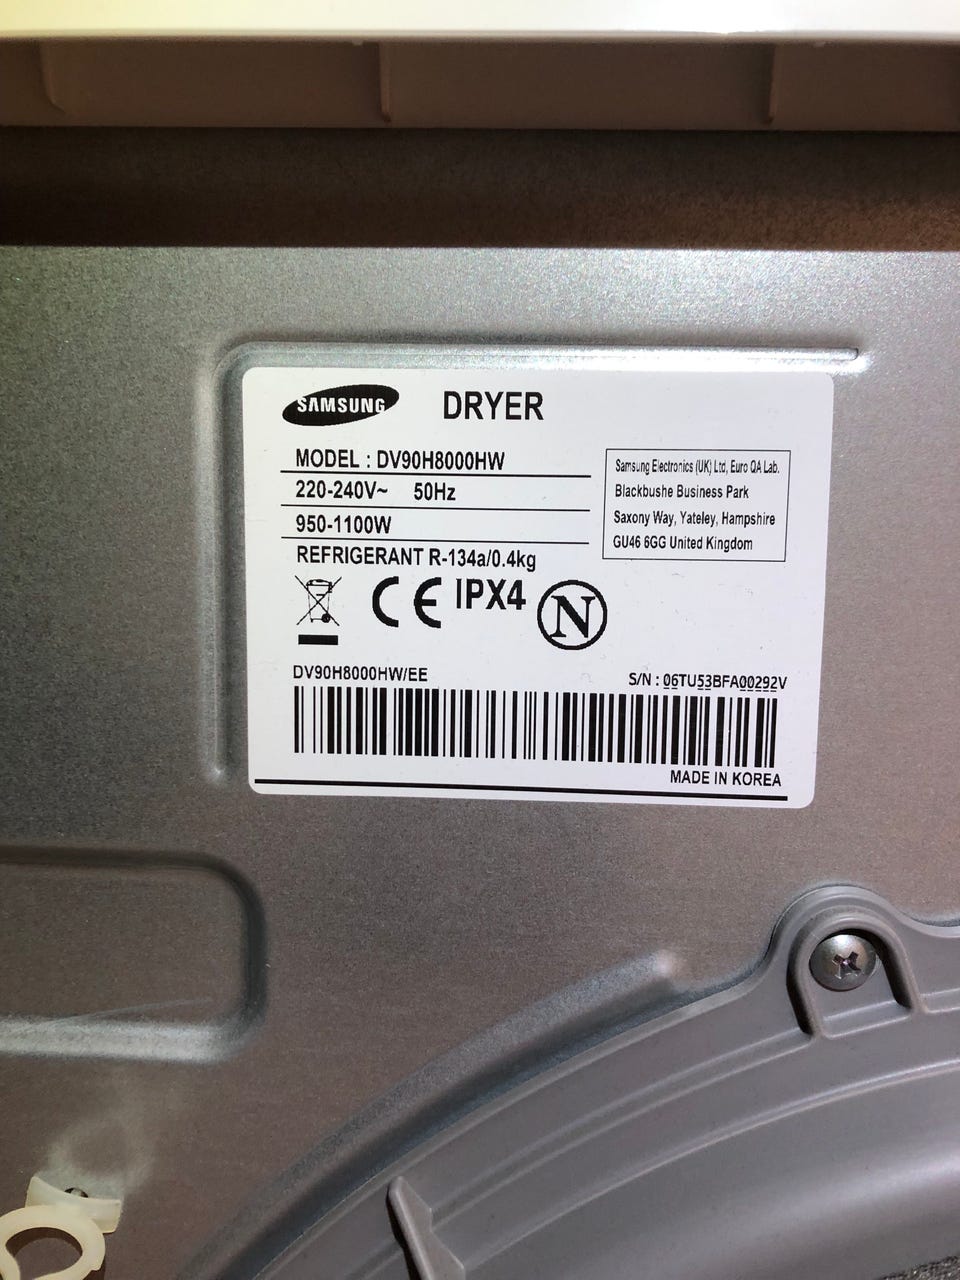 SAMSUNG DRYER
MODEL : DV90H8000HW
220-240V~ 50Hz
950-1100W
REFRIGERANT R-134a/0.4kg
Samsung Electronics (UK) Ltd, Euro QA Lab.
Blackbushe Business Park
Saxony Way, Yateley, Hampshire
GU46 6GG United Kingdom
CE IPX4 N
DV90H8000HW/EE S/N : 06TU53BFA00292V
MADE IN KOREA